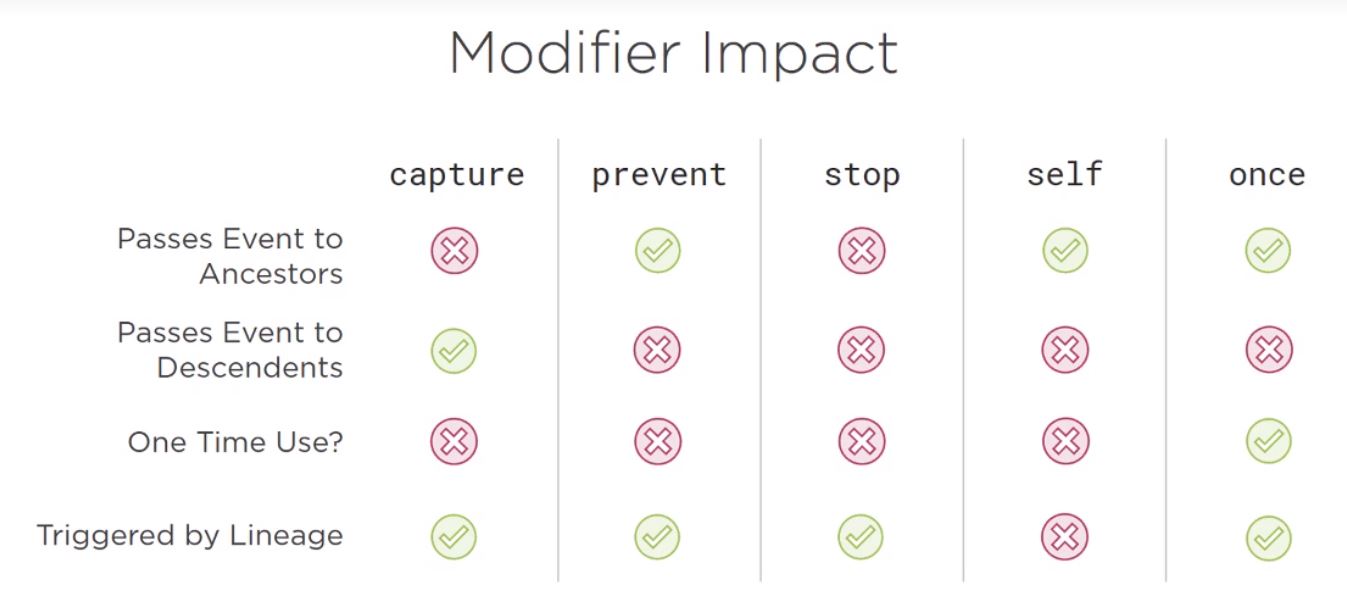 Modifier Impact
capture prevent stop self once
Passes Event to
Ancestors
Passes Event to
Descendents
One Time Use?
Triggered by Lineage